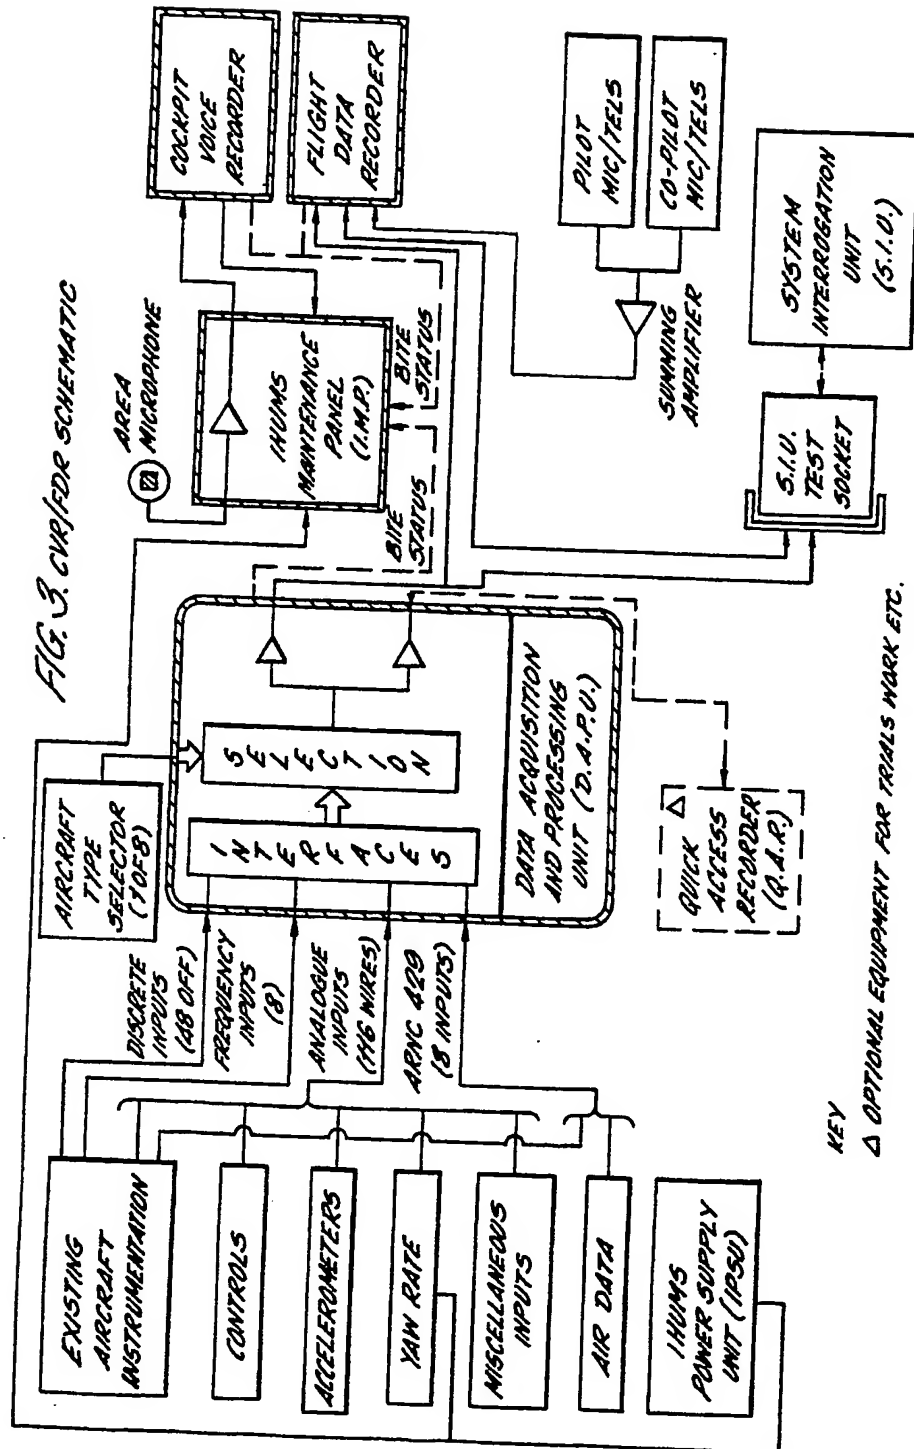 FIG. 3. CVR/FDR SCHEMATIC
EXISTING
AIRCRAFT
INSTRUMENTATION
CONTROLS
ACCELEROMETERS
YAW RATE
MISCELLANEOUS
INPUTS
AIR DATA
IHUMS
POWER SUPPLY
UNIT (IPSU)
DISCRETE
INPUTS
(48 OFF)
FREQUENCY
INPUTS
(8)
ANALOGUE
INPUTS
(146 WIRES)
ARNC 429
(8 INPUTS)
AIRCRAFT
TYPE
SELECTOR
(1 OF 8)
INTERFACES
SELECTION
DATA ACQUISITION
AND PROCESSING
UNIT (D.A.P.U.)
AREA
MICROPHONE
IHUMS
MAINTENANCE
PANEL
(I.M.P.)
BITE
STATUS
BITE
STATUS
COCKPIT
VOICE
RECORDER
FLIGHT
DATA
RECORDER
PILOT
MIC/TELS
CO-PILOT
MIC/TELS
SUMMING
AMPLIFIER
S.I.U.
TEST
SOCKET
SYSTEM
INTERROGATION
UNIT
(S.I.U.)
QUICK Δ
ACCESS
RECORDER
(Q.A.R.)
KEY
Δ OPTIONAL EQUIPMENT FOR TRIALS WORK ETC.